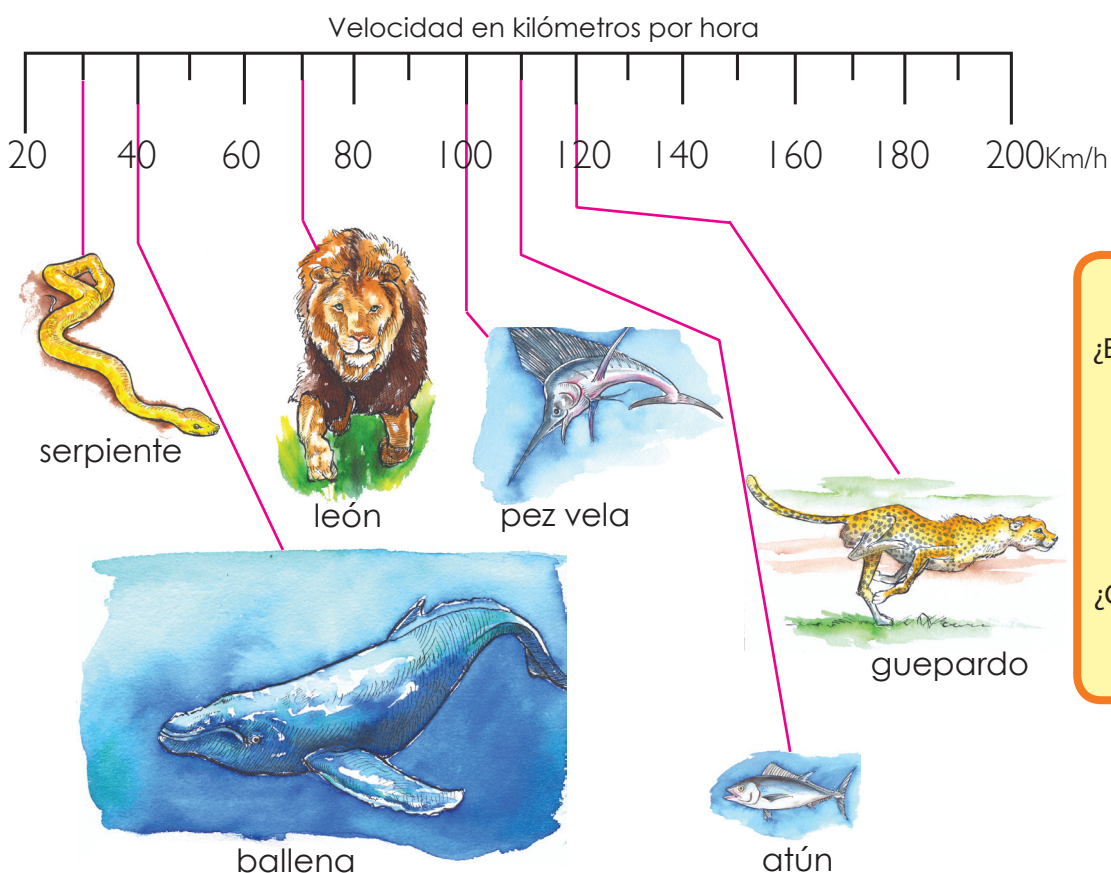 Velocidad en kilómetros por hora
20 40 60 80 100 120 140 160 180 200Km/h
serpiente
león
pez vela
guepardo
ballena
atún